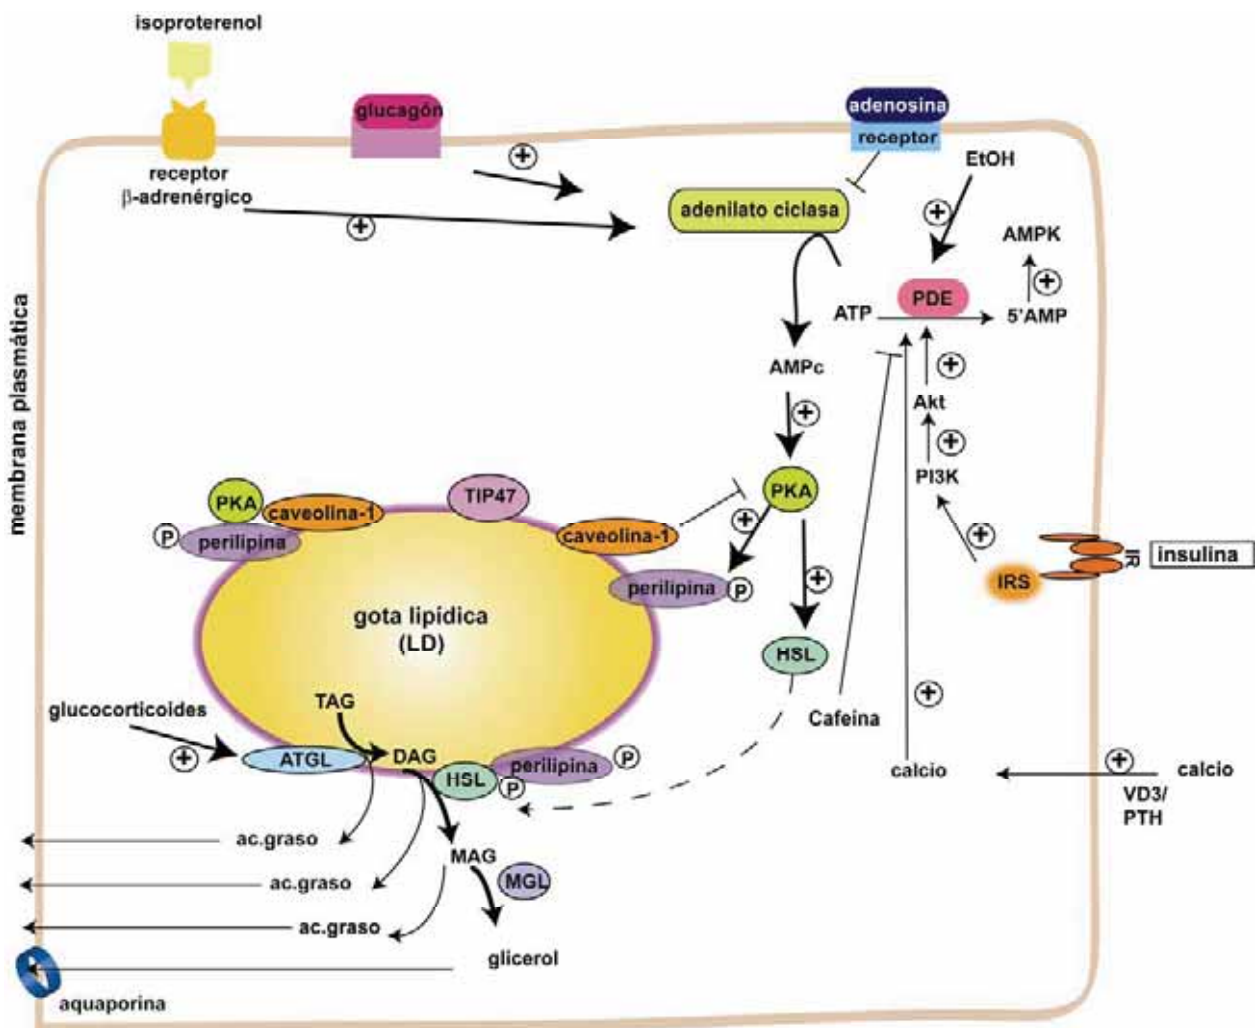 isoproterenol
glucagón
adenosina
receptor
EtOH
receptor
β-adrenérgico
+
+
adenilato ciclasa
+
AMPK
+
PDE
ATP
5'AMP
membrana plasmática
AMPc
+
Akt
+
+
PI3K
PKA
caveolina-1
TIP47
PKA
P
perilipina
caveolina-1
+
+
insulina
IR
IRS
perilipina
P
+
gota lipídica
(LD)
HSL
TAG
glucocorticoides
+
Cafeína
+
ATGL
DAG
HSL
P
perilipina
P
calcio
+
calcio
VD3/
PTH
ac.graso
MAG
MGL
ac.graso
ac.graso
glicerol
aquaporina